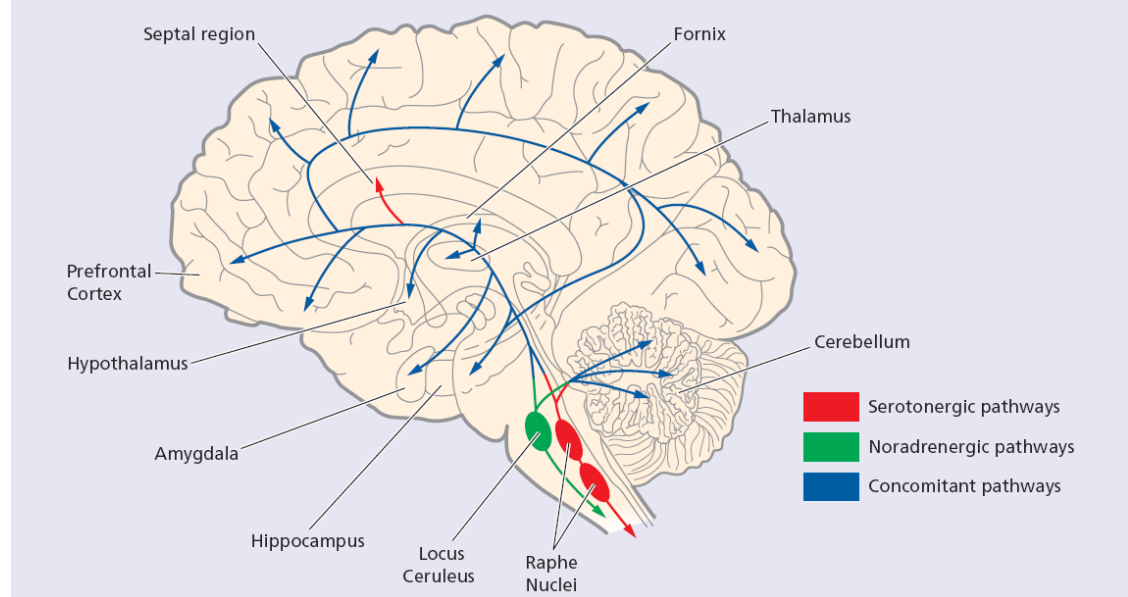 Septal region
Fornix
Thalamus
Prefrontal
Cortex
Hypothalamus
Cerebellum
Serotonergic pathways
Noradrenergic pathways
Concomitant pathways
Amygdala
Hippocampus
Locus
Ceruleus
Raphe
Nuclei